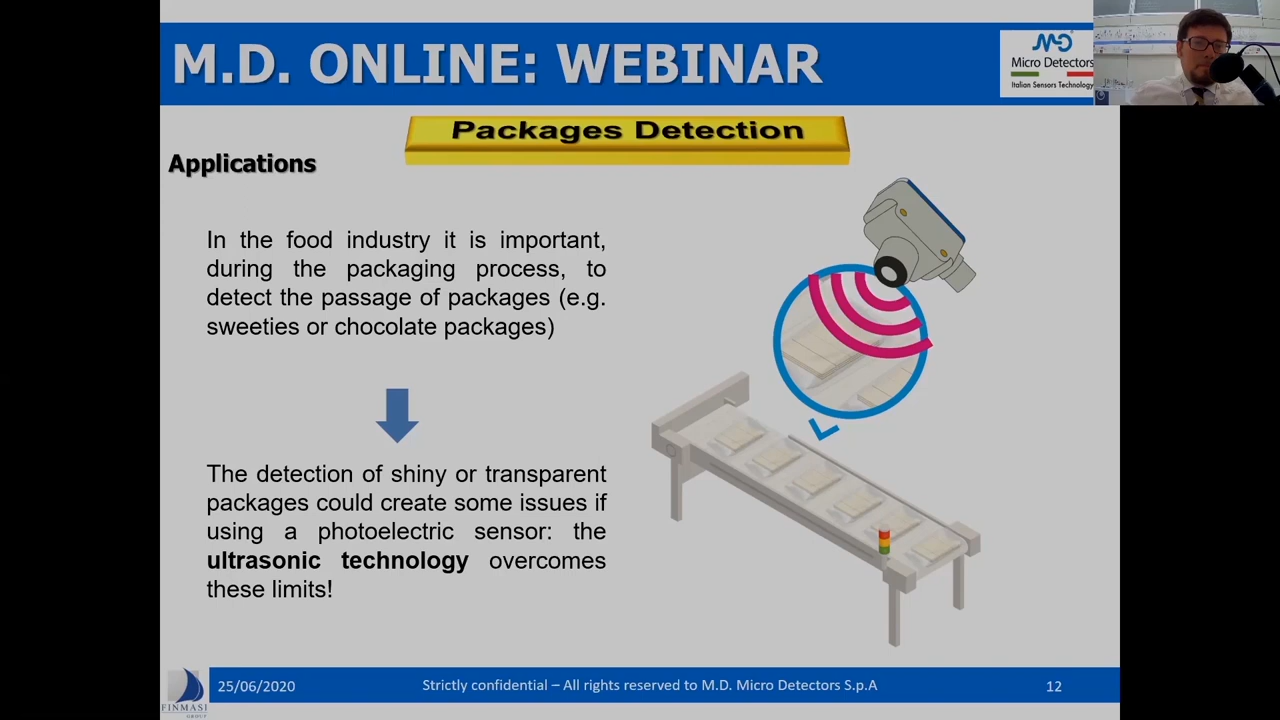 M.D. ONLINE: WEBINAR
Micro Detectors
Italian Sensors Technology
Packages Detection
Applications
In the food industry it is important,
during the packaging process, to
detect the passage of packages (e.g.
sweeties or chocolate packages)
The detection of shiny or transparent
packages could create some issues if
using a photoelectric sensor: the
ultrasonic technology overcomes
these limits!
FINMASI
GROUP
25/06/2020
Strictly confidential – All rights reserved to M.D. Micro Detectors S.p.A
12